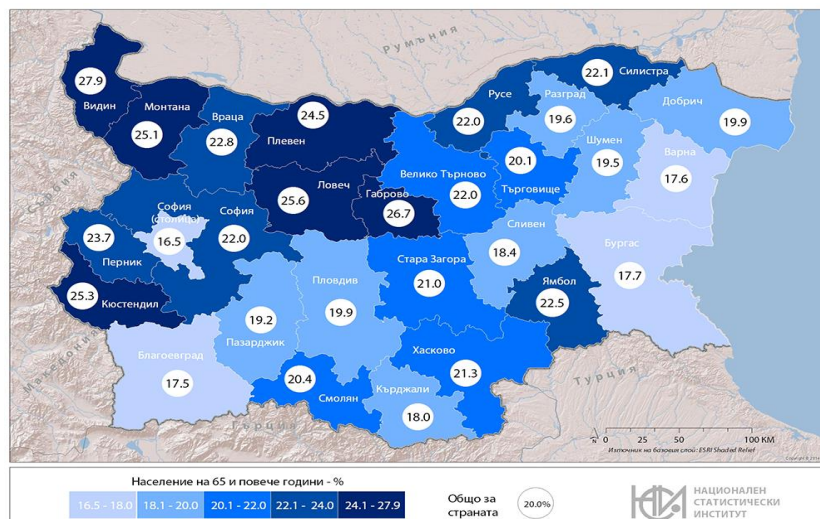 Румъния
27.9
Видин
Монтана
25.1
Враца
22.8
24.5
Плевен
Русе
22.0
Разград
19.6
22.1
Силистра
Добрич
19.9
Шумен
19.5
Варна
17.6
Ловеч
25.6
Габрово
26.7
Велико Търново
22.0
20.1
Търговище
Сърбия
София
(столица)
16.5
София
22.0
23.7
Перник
25.3
Кюстендил
Сливен
18.4
Бургас
17.7
Стара Загора
21.0
Ямбол
22.5
Пловдив
19.9
19.2
Пазарджик
Македония
Благоевград
17.5
20.4
Смолян
Хасково
21.3
Кърджали
18.0
Гърция
Турция
N
0 25 50 100 KM
Източник на базовия слой: ESRI Shaded Relief
Население на 65 и повече години - %
16.5 - 18.0 18.1 - 20.0 20.1 - 22.0 22.1 - 24.0 24.1 - 27.9
Общо за
страната
20.0%
НСИ
НАЦИОНАЛЕН
СТАТИСТИЧЕСКИ
ИНСТИТУТ